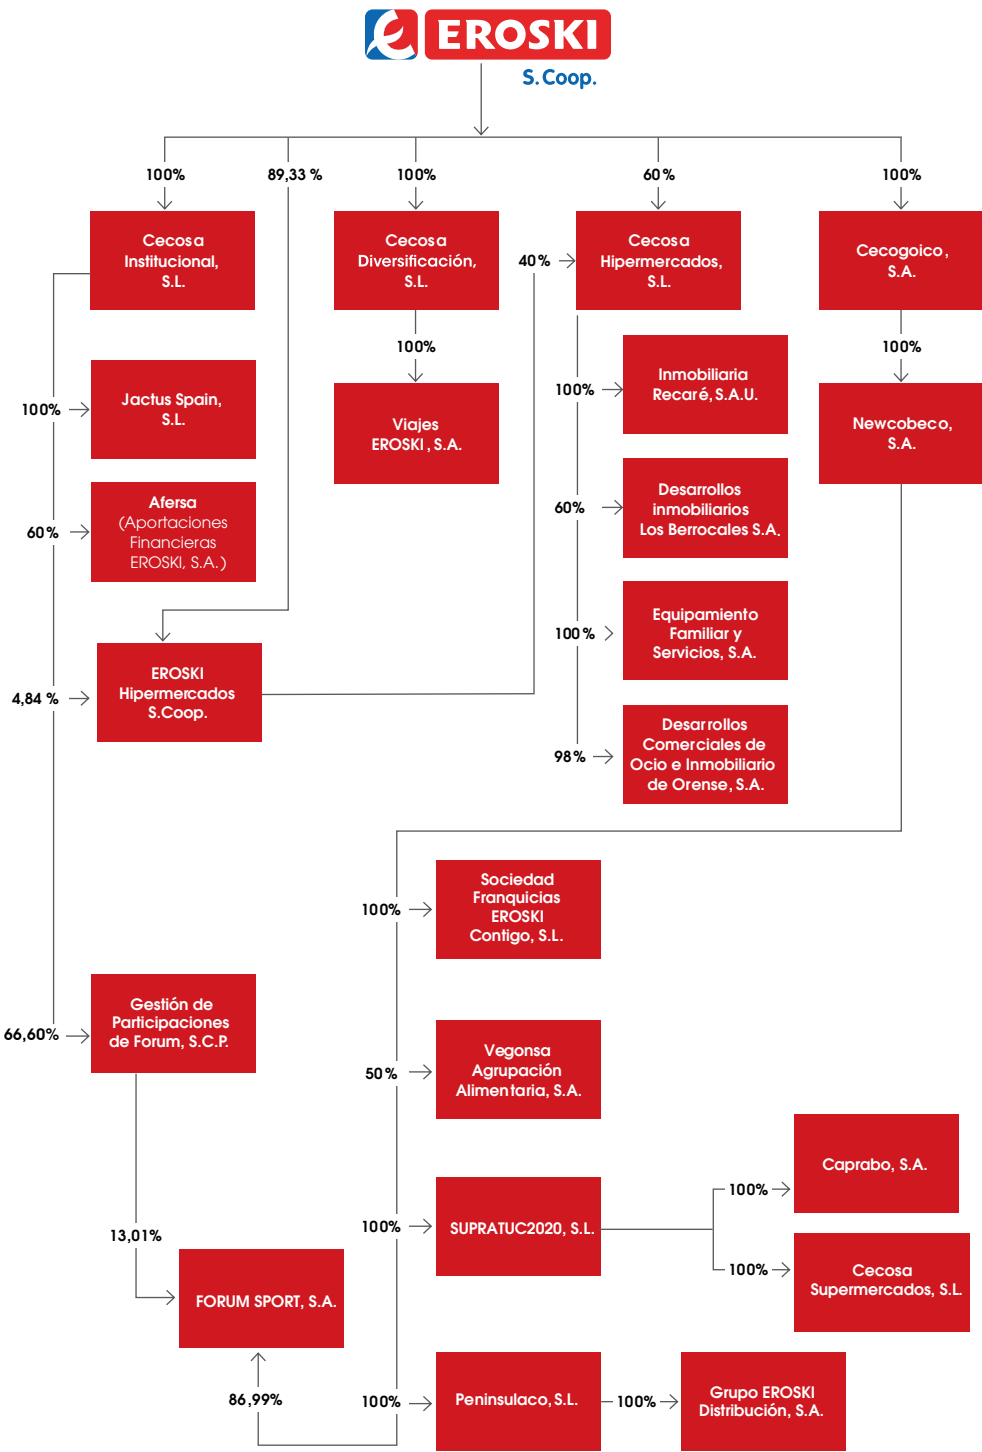 EROSKI
S. Coop.
100%
89,33 %
100%
60%
100%
Cecosa
Institucional,
S.L.
Cecosa
Diversificación,
S.L.
40%
Cecosa
Hipermercados,
S.L.
Cecogoico,
S.A.
100%
100%
100%
Jactus Spain,
S.L.
Viajes
EROSKI, S.A.
100%
Inmobiliaria
Recaré, S.A.U.
Newcobeco,
S.A.
60%
Afersa
(Aportaciones
Financieras
EROSKI, S.A.)
60%
Desarrollos
inmobiliarios
Los Berrocales S.A.
100%
Equipamiento
Familiar y
Servicios, S.A.
4,84 %
EROSKI
Hipermercados
S.Coop.
98%
Desarrollos
Comerciales de
Ocio e Inmobiliario
de Orense, S.A.
100%
Sociedad
Franquicias
EROSKI
Contigo, S.L.
66,60%
Gestión de
Participaciones
de Forum, S.C.P.
50%
Vegonsa
Agrupación
Alimentaria, S.A.
100%
Caprabo, S.A.
100%
SUPRATUC2020, S.L.
100%
Cecosa
Supermercados, S.L.
13,01%
FORUM SPORT, S.A.
86,99%
100%
Peninsulaco, S.L.
100%
Grupo EROSKI
Distribución, S.A.